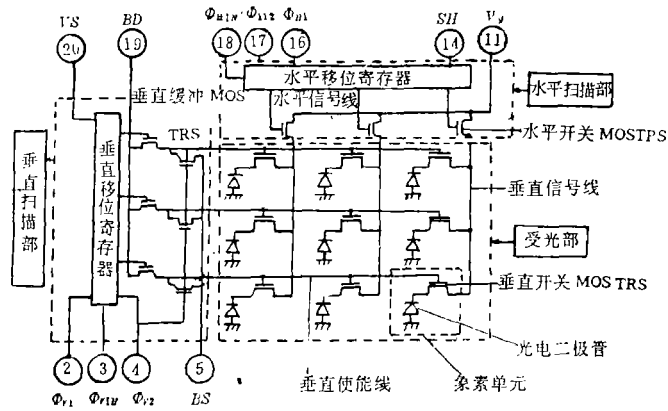 VS BD Φ_H1N Φ_H2 Φ_H1 SH V_N
20 19 18 17 16 14 11
水平移位寄存器
水平信号线
水平扫描部
垂直缓冲 MOS
TRS
水平开关 MOSTPS
垂直扫描部
垂直移位寄存器
垂直信号线
受光部
垂直开关 MOS TRS
光电二极管
2 3 4 5
Φ_V1 Φ_V1N Φ_V2 BS
垂直使能线
象素单元